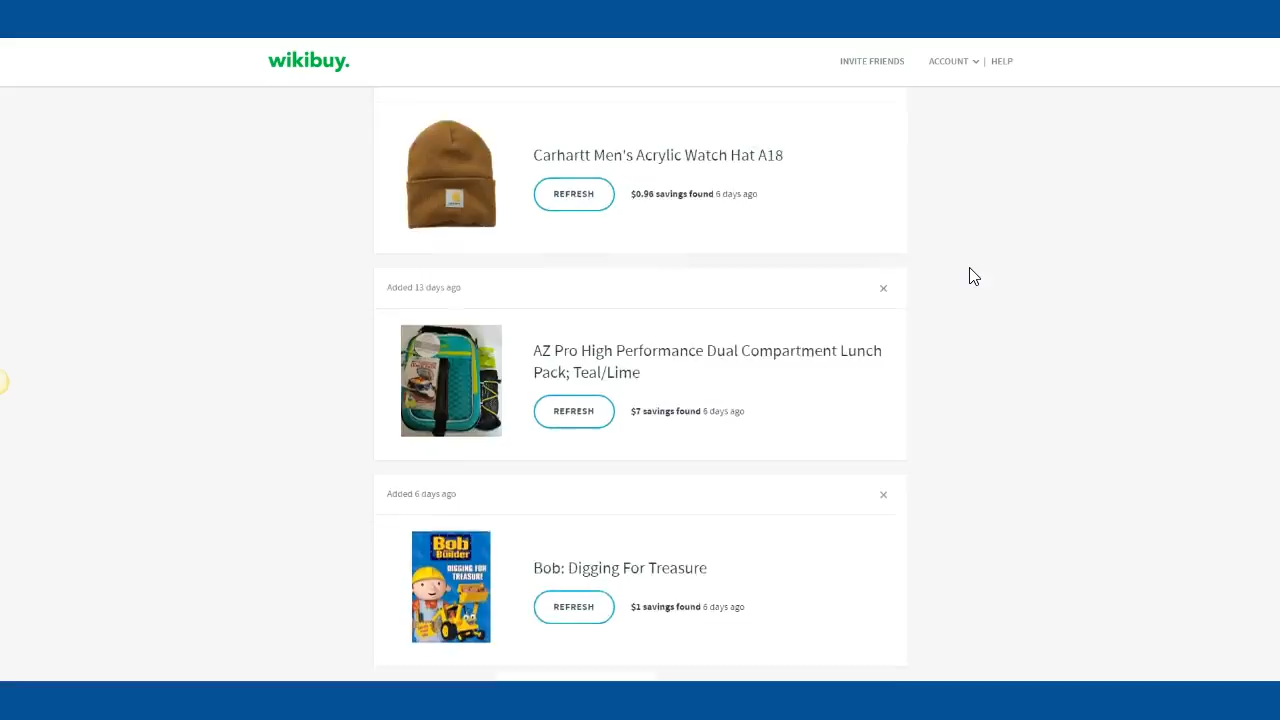 wikibuy.
INVITE FRIENDS
ACCOUNT | HELP
Carhartt Men's Acrylic Watch Hat A18
REFRESH
$0.96 savings found 6 days ago
Added 13 days ago
AZ Pro High Performance Dual Compartment Lunch
Pack; Teal/Lime
REFRESH
$7 savings found 6 days ago
Added 6 days ago
Bob
the Builder
DIGGING FOR
TREASURE
Bob: Digging For Treasure
REFRESH
$1 savings found 6 days ago